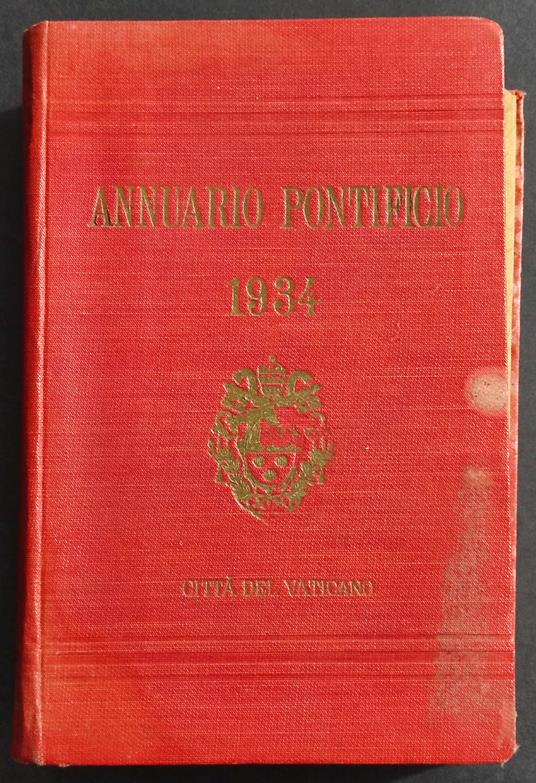 ANNUARIO PONTIFICIO
1934
CITTÀ DEL VATICANO